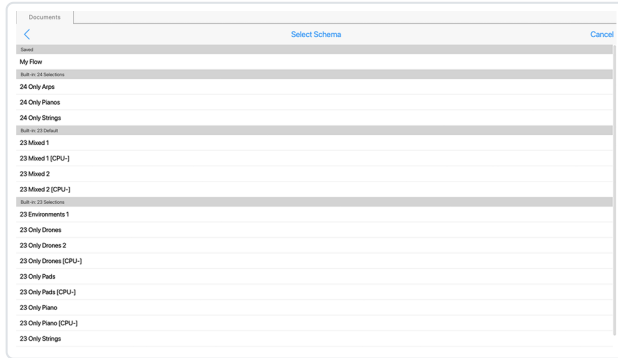 Documents
Select Schema
Cancel
Saved
My Flow
Built-in: 24 Selections
24 Only Arps
24 Only Pianos
24 Only Strings
Built-in: 23 Default
23 Mixed 1
23 Mixed 1 [CPU-]
23 Mixed 2
23 Mixed 2 [CPU-]
Built-in: 23 Selections
23 Environments 1
23 Only Drones
23 Only Drones 2
23 Only Drones [CPU-]
23 Only Pads
23 Only Pads [CPU-]
23 Only Piano
23 Only Piano [CPU-]
23 Only Strings